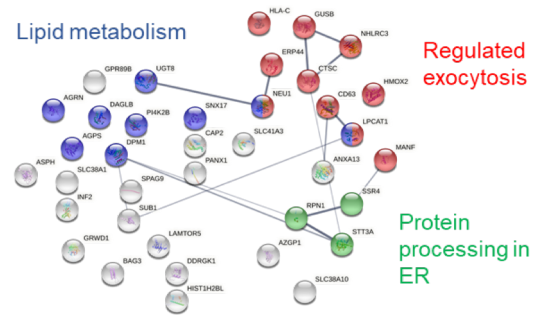 Lipid metabolism
HLA-C
GUSB
NHLRC3
GPR89B
UGT8
ERP44
CTSC
Regulated
exocytosis
HMOX2
AGRN
DAGLB
PI4K2B
SNX17
NEU1
CD63
LPCAT1
AGPS
DPM1
CAP2
SLC41A3
ASPH
SLC38A1
PANX1
ANXA13
MANF
SPAG9
INF2
SUB1
RPN1
SSR4
Protein
processing in
ER
GRWD1
LAMTOR5
AZGP1
STT3A
BAG3
DDRGK1
SLC38A10
HIST1H2BL